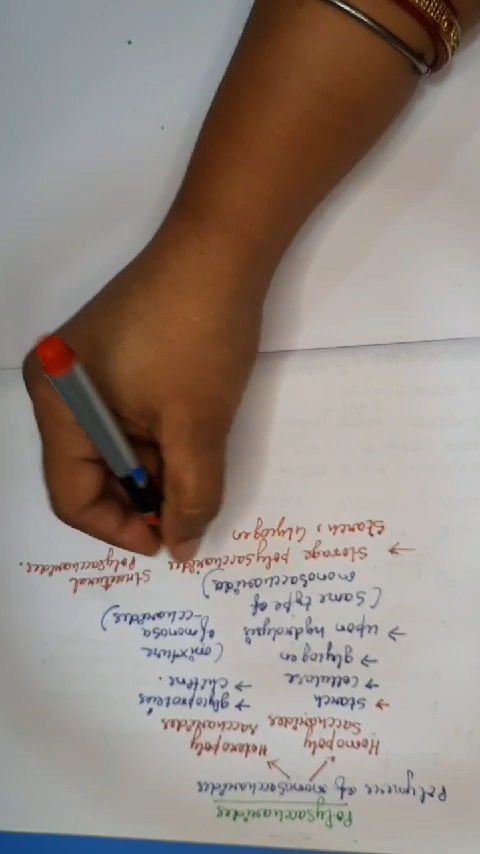 Polysaccharides
Polymers of monosaccharides
Homopoly Heteropoly
Saccharides saccharides
→ Starch → glycoproteins
→ cellulose → chitine.
→ glycogen (mixture
→ upon hydrolysis of monosa
(Same type of -ccharides)
monosaccharides)
→ Storage polysaccharides Structural
Starch, Glycogen Polysaccharides.